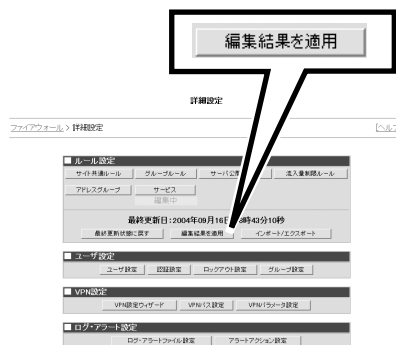 編集結果を適用
詳細設定
ファイアウォール > 詳細設定
[ヘルプ
■ ルール設定
サイト共通ルール グループルール サーバ公開 流入量制限ルール
アドレスグループ サービス
編集中
最終更新日:2004年09月16日 8時43分10秒
最終更新状態に戻す 編集結果を適用 インポート/エクスポート
■ ユーザ設定
ユーザ設定 認証設定 ロックアウト設定 グループ設定
■ VPN設定
VPN設定ウィザード VPNパス設定 VPNパラメータ設定
■ ログ・アラート設定
ログ・アラートファイル設定 アラートアクション設定